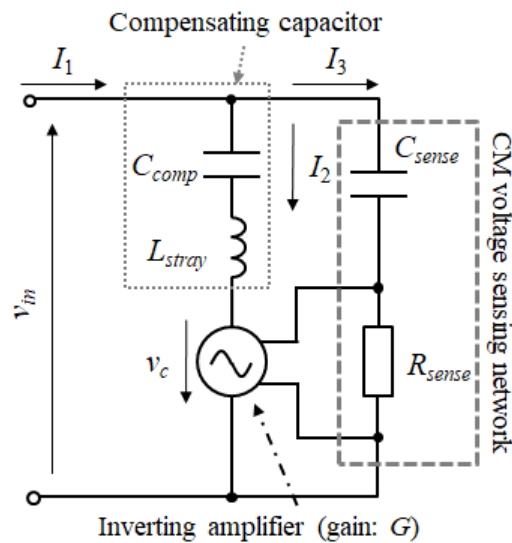 Compensating capacitor
I1
I3
Ccomp
I2
Csense
Lstray
vin
vc
Rsense
CM voltage sensing network
Inverting amplifier (gain: G)